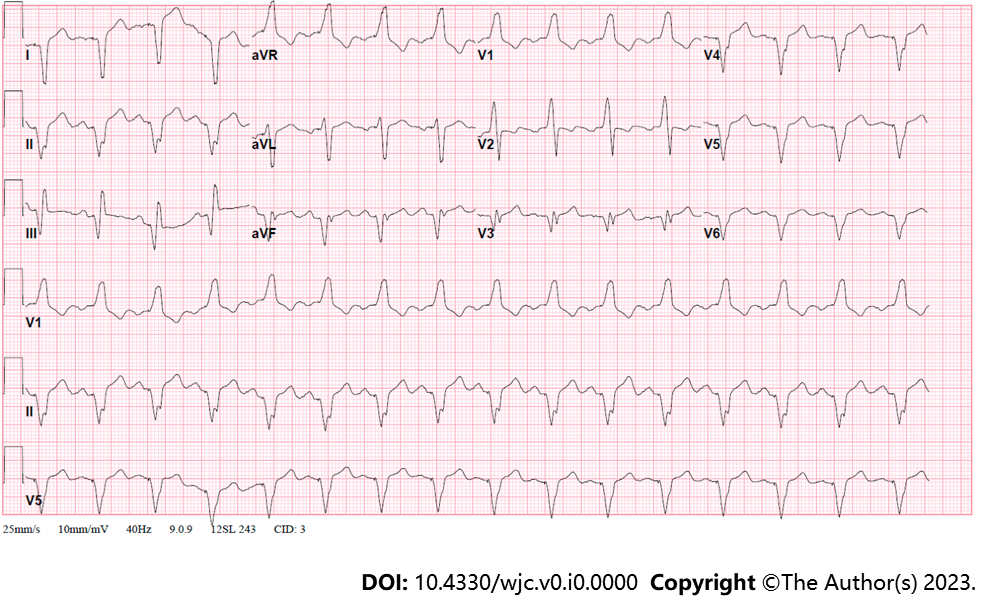 I aVR V1 V4
II aVL V2 V5
III aVF V3 V6
V1
II
V5
25mm/s 10mm/mV 40Hz 9.0.9 12SL 243 CID: 3
DOI: 10.4330/wjc.v0.i0.0000 Copyright ©The Author(s) 2023.